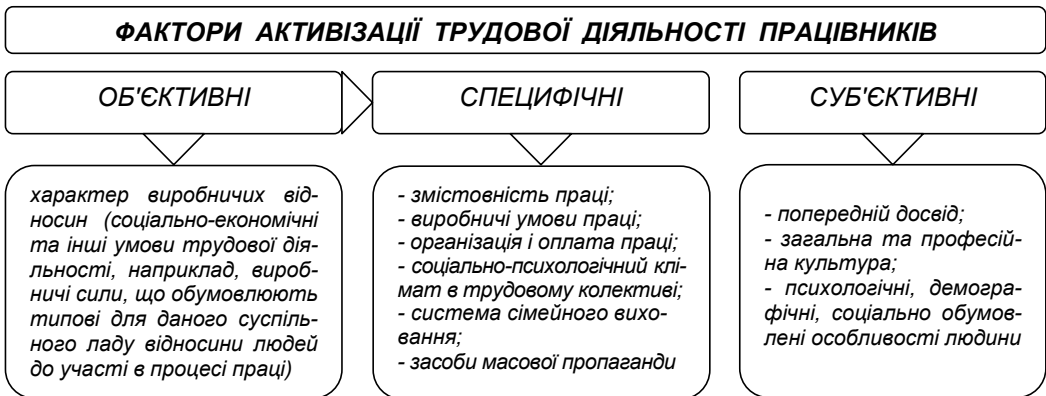 ФАКТОРИ АКТИВІЗАЦІЇ ТРУДОВОЇ ДІЯЛЬНОСТІ ПРАЦІВНИКІВ
ОБ'ЄКТИВНІ
СПЕЦИФІЧНІ
СУБ'ЄКТИВНІ
характер виробничих від-
носин (соціально-економічні
та інші умови трудової дія-
льності, наприклад, вироб-
ничі сили, що обумовлюють
типові для даного суспіль-
ного ладу відносини людей
до участі в процесі праці)
- змістовність праці;
- виробничі умови праці;
- організація і оплата праці;
- соціально-психологічний клі-
мат в трудовому колективі;
- система сімейного вихо-
вання;
- засоби масової пропаганди
- попередній досвід;
- загальна та професій-
на культура;
- психологічні, демогра-
фічні, соціально обумов-
лені особливості людини